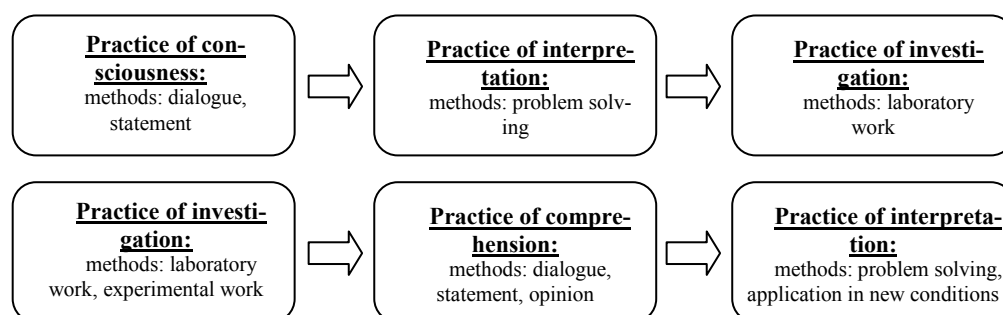 Practice of con-
sciousness:
methods: dialogue,
statement
Practice of interpre-
tation:
methods: problem solv-
ing
Practice of investi-
gation:
methods: laboratory
work
Practice of investi-
gation:
methods: laboratory
work, experimental work
Practice of compre-
hension:
methods: dialogue,
statement, opinion
Practice of interpreta-
tion:
methods: problem solving,
application in new conditions